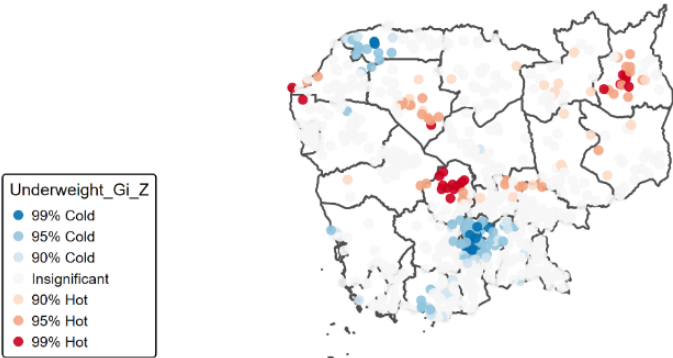 Underweight_Gi_Z
99% Cold
95% Cold
90% Cold
Insignificant
90% Hot
95% Hot
99% Hot